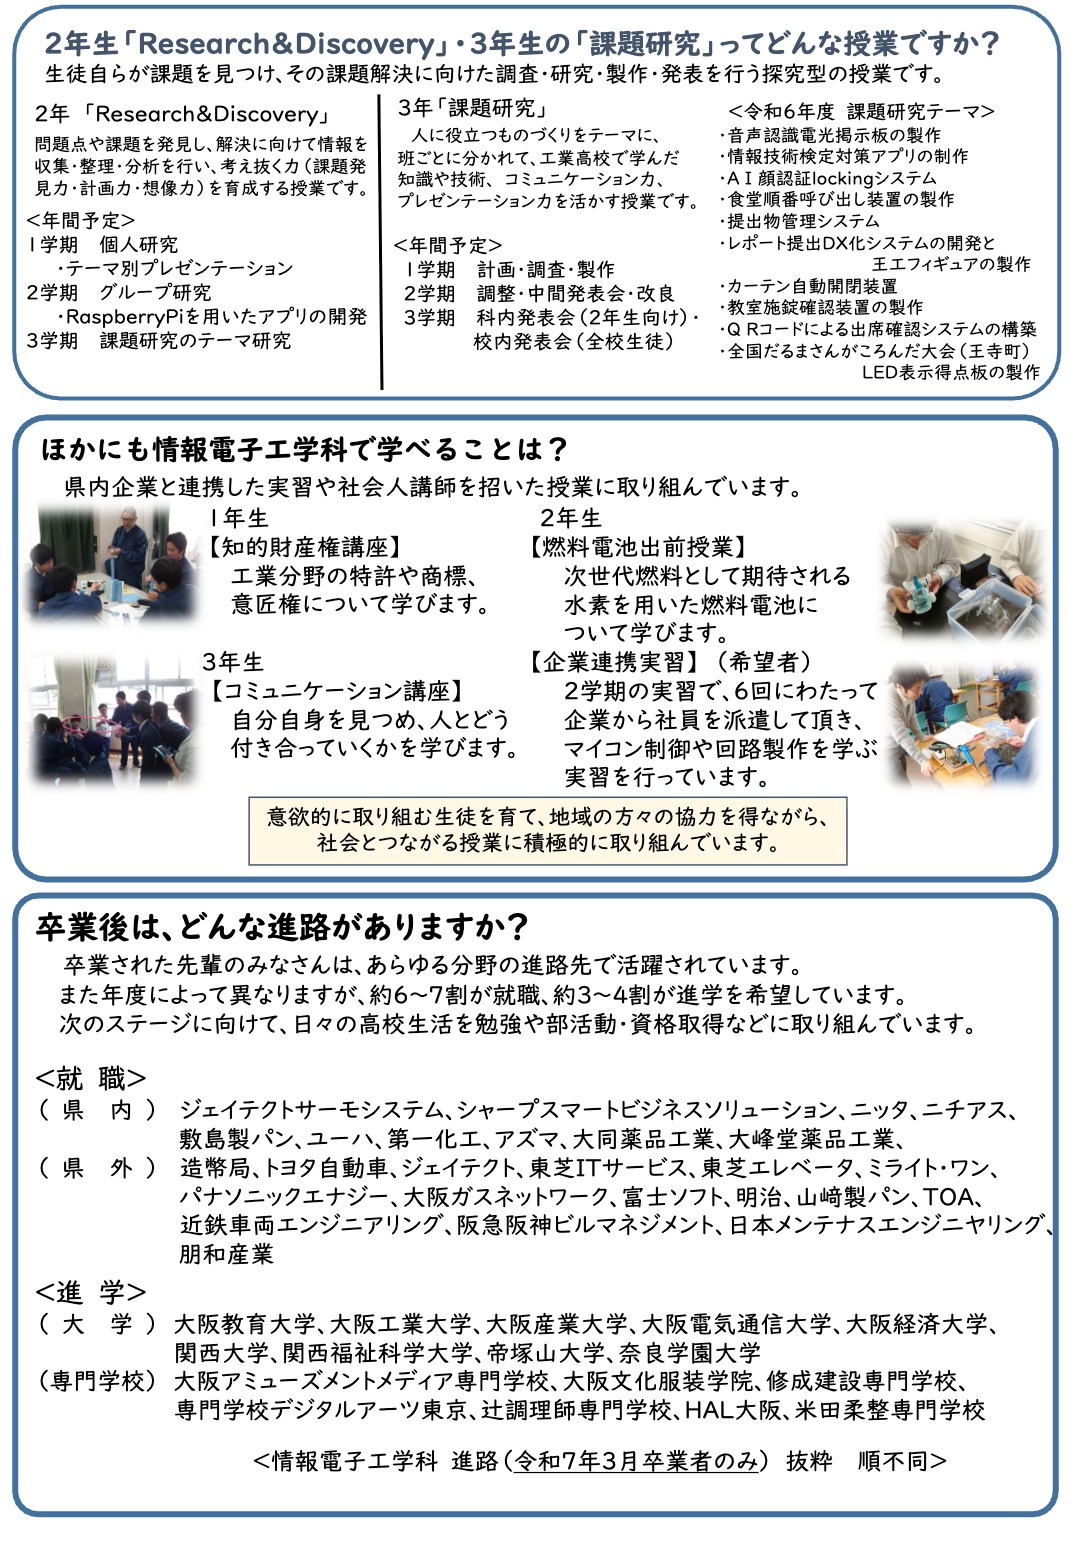 2年生「Research&Discovery」・3年生の「課題研究」ってどんな授業ですか？
生徒自らが課題を見つけ、その課題解決に向けた調査・研究・製作・発表を行う探究型の授業です。
2年 「Research&Discovery」
問題点や課題を発見し、解決に向けて情報を
収集・整理・分析を行い、考え抜く力（課題発
見力・計画力・想像力）を育成する授業です。
<年間予定>
1学期　個人研究
・テーマ別プレゼンテーション
2学期　グループ研究
・RaspberryPiを用いたアプリの開発
3学期　課題研究のテーマ研究
3年「課題研究」
人に役立つものづくりをテーマに、
班ごとに分かれて、工業高校で学んだ
知識や技術、コミュニケーション力、
プレゼンテーション力を活かす授業です。
<年間予定>
1学期　計画・調査・製作
2学期　調整・中間発表会・改良
3学期　科内発表会（2年生向け）・
校内発表会（全校生徒）
<令和6年度 課題研究テーマ>
・音声認識電光掲示板の製作
・情報技術検定対策アプリの制作
・AI顔認証lockingシステム
・食堂順番呼び出し装置の製作
・提出物管理システム
・レポート提出DX化システムの開発と
王工フィギュアの製作
・カーテン自動開閉装置
・教室施錠確認装置の製作
・QRコードによる出席確認システムの構築
・全国だるまさんがころんだ大会（王寺町）
LED表示得点板の製作
ほかにも情報電子工学科で学べることは？
県内企業と連携した実習や社会人講師を招いた授業に取り組んでいます。
1年生
【知的財産権講座】
工業分野の特許や商標、
意匠権について学びます。
2年生
【燃料電池出前授業】
次世代燃料として期待される
水素を用いた燃料電池に
ついて学びます。
3年生
【コミュニケーション講座】
自分自身を見つめ、人とどう
付き合っていくかを学びます。
【企業連携実習】（希望者）
2学期の実習で、6回にわたって
企業から社員を派遣して頂き、
マイコン制御や回路製作を学ぶ
実習を行っています。
意欲的に取り組む生徒を育て、地域の方々の協力を得ながら、
社会とつながる授業に積極的に取り組んでいます。
卒業後は、どんな進路がありますか？
卒業された先輩のみなさんは、あらゆる分野の進路先で活躍されています。
また年度によって異なりますが、約6～7割が就職、約3～4割が進学を希望しています。
次のステージに向けて、日々の高校生活を勉強や部活動・資格取得などに取り組んでいます。
<就 職>
（ 県　内 ）　ジェイテクトサーモシステム、シャープスマートビジネスソリューション、ニッタ、ニチアス、
敷島製パン、ユーハ、第一化工、アズマ、大同薬品工業、大峰堂薬品工業、
（ 県　外 ）　造幣局、トヨタ自動車、ジェイテクト、東芝ITサービス、東芝エレベータ、ミライト・ワン、
パナソニックエナジー、大阪ガスネットワーク、富士ソフト、明治、山﨑製パン、TOA、
近鉄車両エンジニアリング、阪急阪神ビルマネジメント、日本メンテナスエンジニヤリング、
朋和産業
<進 学>
（ 大　学 ）　大阪教育大学、大阪工業大学、大阪産業大学、大阪電気通信大学、大阪経済大学、
関西大学、関西福祉科学大学、帝塚山大学、奈良学園大学
（専門学校）　大阪アミューズメントメディア専門学校、大阪文化服装学院、修成建設専門学校、
専門学校デジタルアーツ東京、辻調理師専門学校、HAL大阪、米田柔整専門学校
<情報電子工学科 進路（令和7年3月卒業者のみ） 抜粋　順不同>